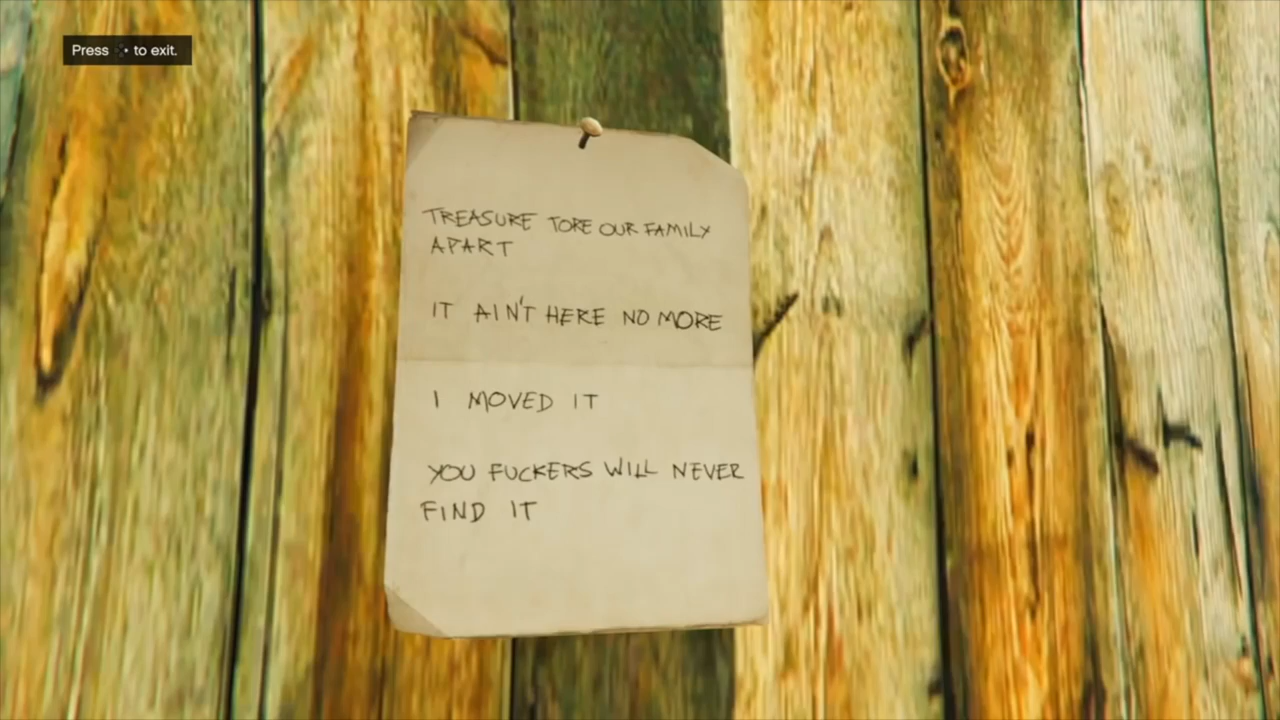 Press to exit.
TREASURE TORE OUR FAMILY
APART
IT AIN'T HERE NO MORE
I MOVED IT
YOU FUCKERS WILL NEVER
FIND IT